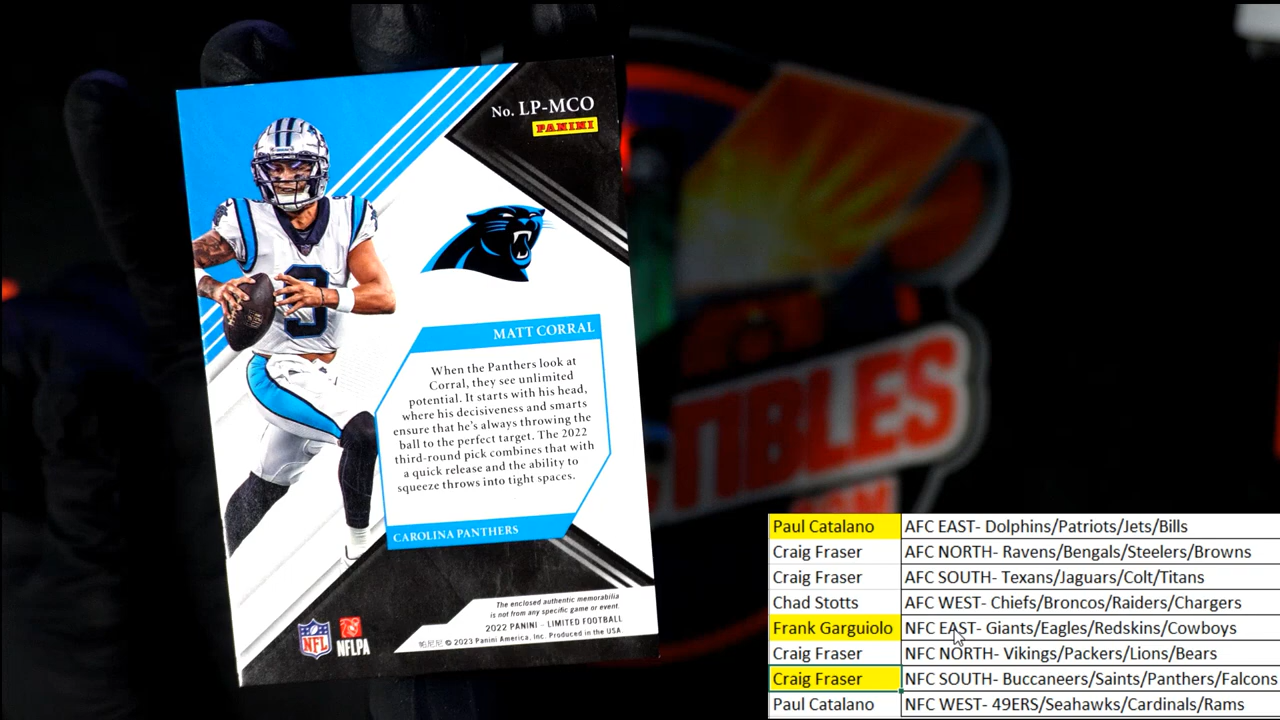 No. LP-MCO
PANINI
MATT CORRAL
When the Panthers look at
Corral, they see unlimited
potential. It starts with his head,
where his decisiveness and smarts
ensure that he's always throwing the
ball to the perfect target. The 2022
third-round pick combines that with
a quick release and the ability to
squeeze throws into tight spaces.
CAROLINA PANTHERS
The enclosed authentic memorabilia
is not from any specific game or event.
2022 PANINI - LIMITED FOOTBALL
帕尼尼 © 2023 Panini America, Inc. Produced in the USA.
NFL
NFLPA
9
TIBLES
Paul Catalano AFC EAST- Dolphins/Patriots/Jets/Bills
Craig Fraser AFC NORTH- Ravens/Bengals/Steelers/Browns
Craig Fraser AFC SOUTH- Texans/Jaguars/Colt/Titans
Chad Stotts AFC WEST- Chiefs/Broncos/Raiders/Chargers
Frank Garguiolo NFC EAST- Giants/Eagles/Redskins/Cowboys
Craig Fraser NFC NORTH- Vikings/Packers/Lions/Bears
Craig Fraser NFC SOUTH- Buccaneers/Saints/Panthers/Falcons
Paul Catalano NFC WEST- 49ERS/Seahawks/Cardinals/Rams